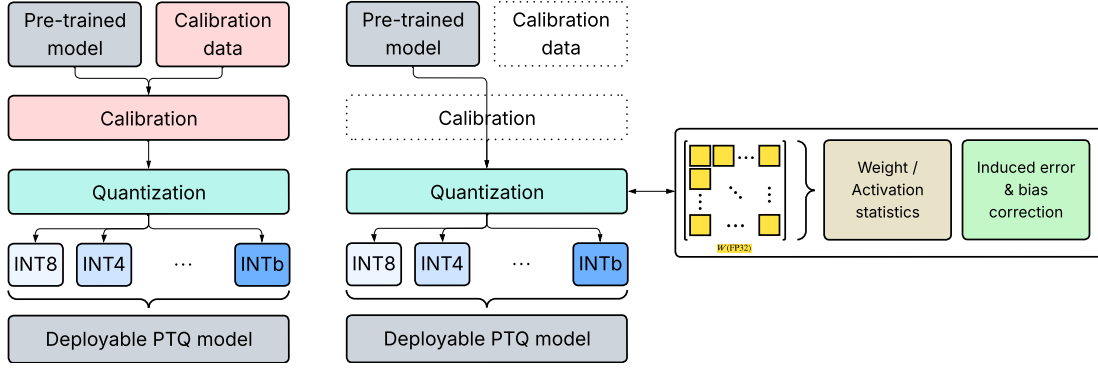 Pre-trained
model
Calibration
data
Calibration
Quantization
INT8
INT4
...
INTb
Deployable PTQ model
Pre-trained
model
Calibration
data
Calibration
Quantization
INT8
INT4
...
INTb
Deployable PTQ model
W(FP32)
Weight /
Activation
statistics
Induced error
& bias
correction